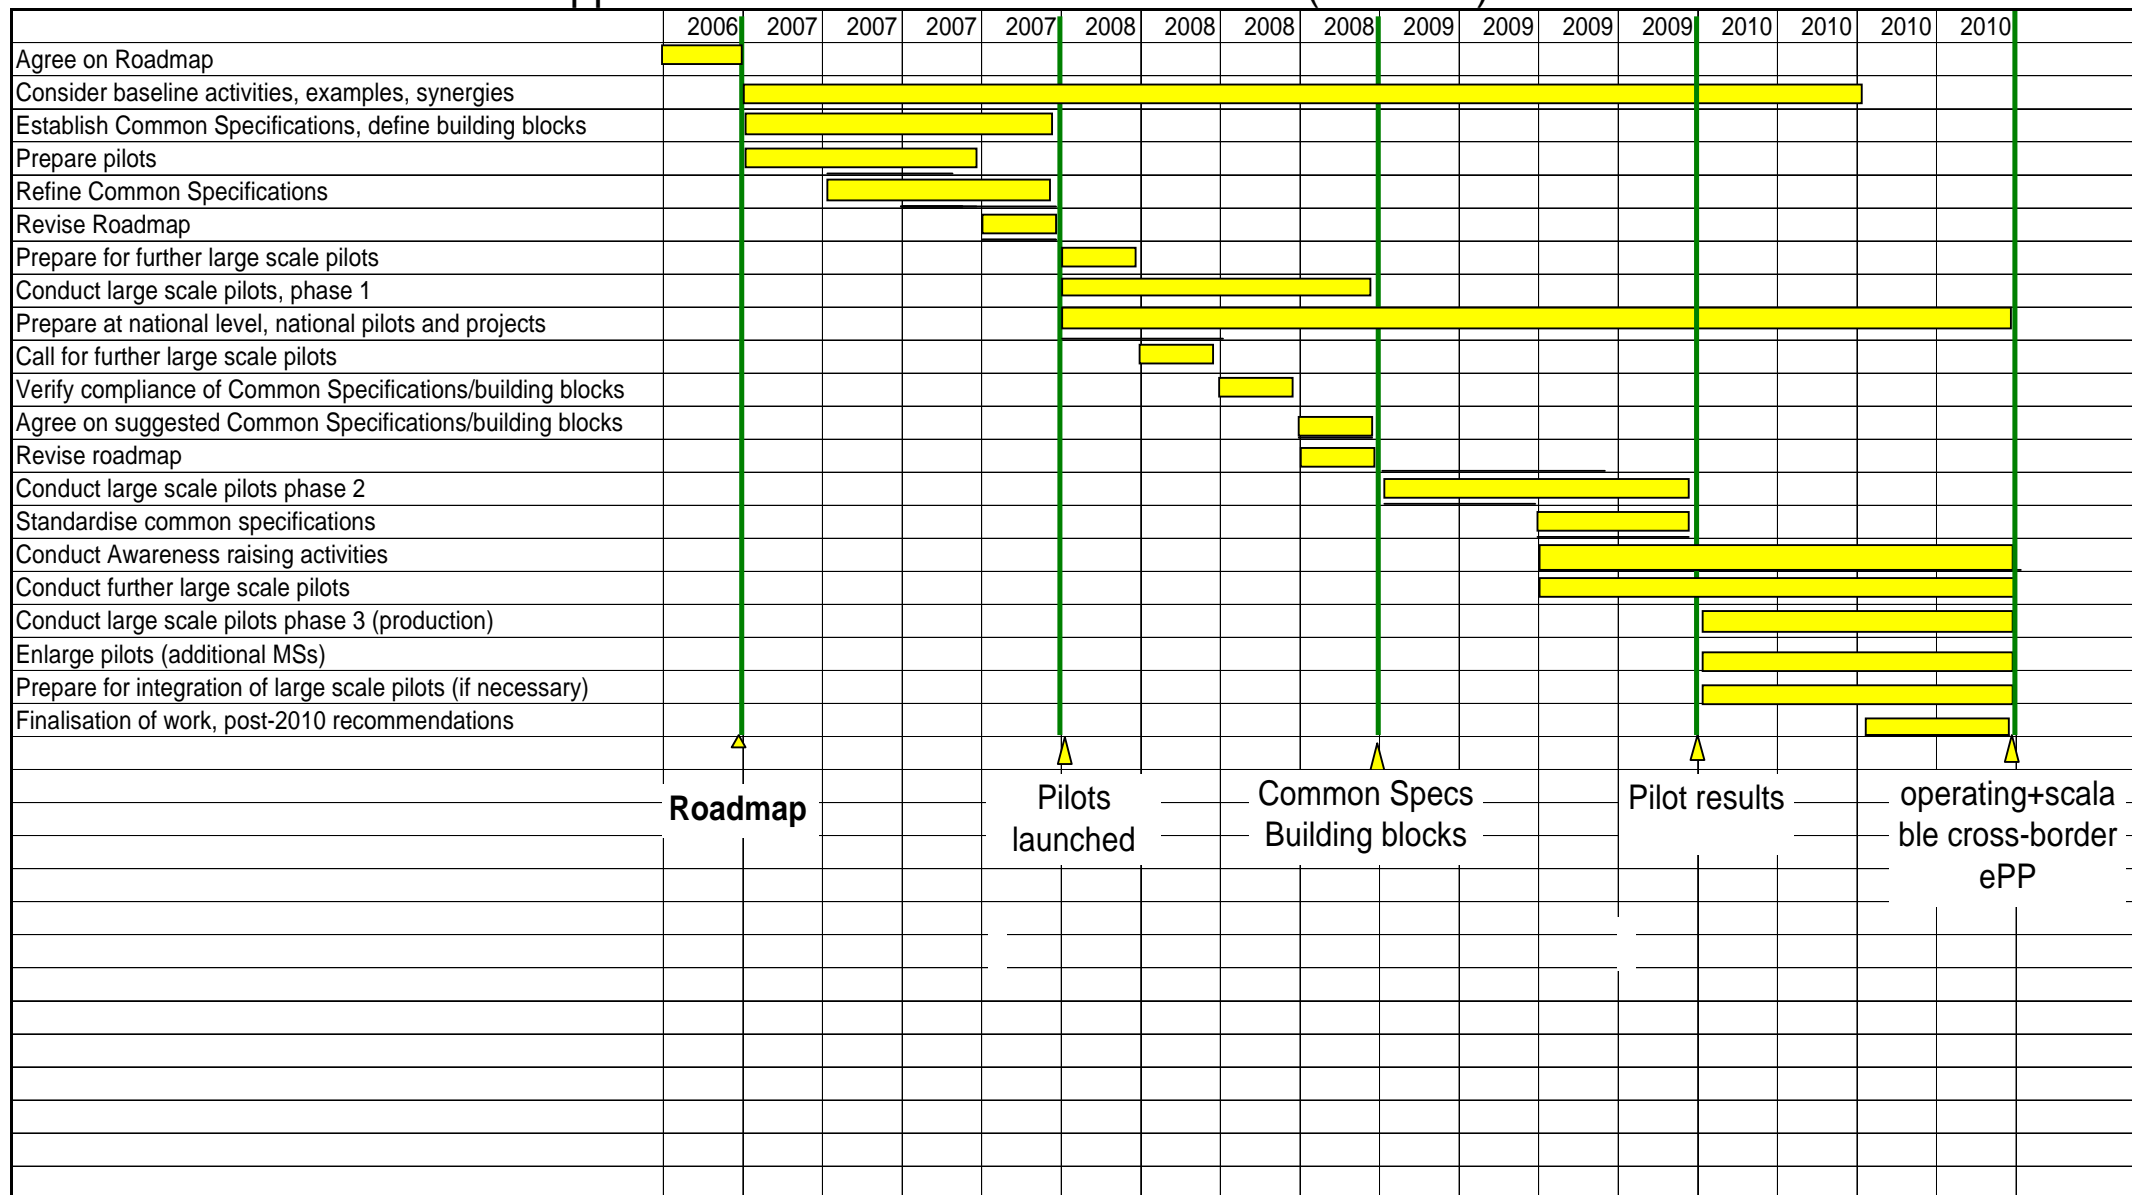 2006 2007 2007 2007 2007 2008 2008 2008 2008 2009 2009 2009 2009 2010 2010 2010 2010
Agree on Roadmap
Consider baseline activities, examples, synergies
Establish Common Specifications, define building blocks
Prepare pilots
Refine Common Specifications
Revise Roadmap
Prepare for further large scale pilots
Conduct large scale pilots, phase 1
Prepare at national level, national pilots and projects
Call for further large scale pilots
Verify compliance of Common Specifications/building blocks
Agree on suggested Common Specifications/building blocks
Revise roadmap
Conduct large scale pilots phase 2
Standardise common specifications
Conduct Awareness raising activities
Conduct further large scale pilots
Conduct large scale pilots phase 3 (production)
Enlarge pilots (additional MSs)
Prepare for integration of large scale pilots (if necessary)
Finalisation of work, post-2010 recommendations
Roadmap
Pilots
launched
Common Specs
Building blocks
Pilot results
operating+scala
ble cross-border
ePP